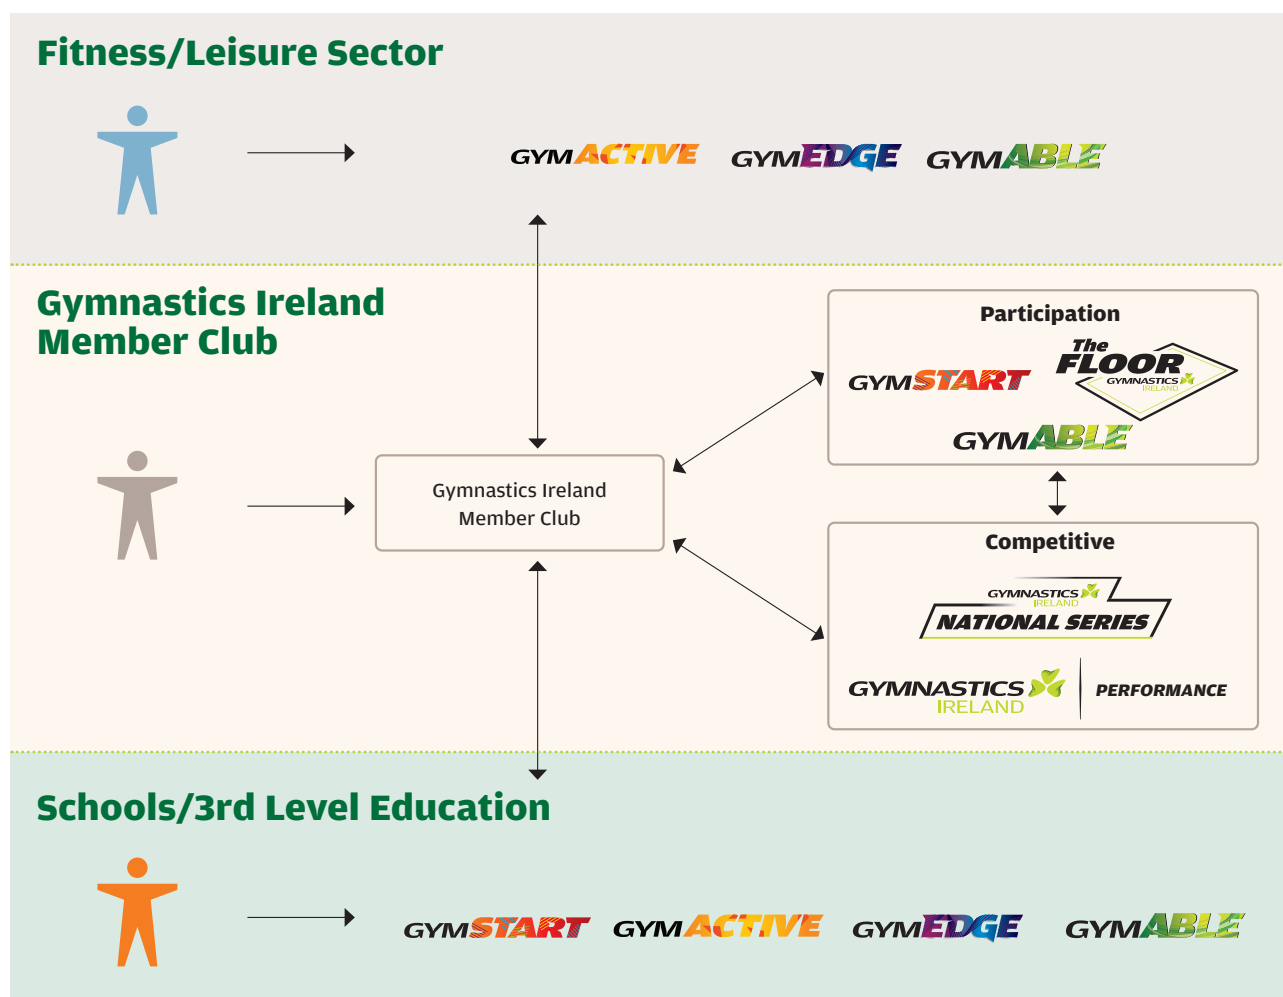 Fitness/Leisure Sector
GYMACTIVE
GYMEDGE
GYMABLE
Gymnastics Ireland
Member Club
Gymnastics Ireland
Member Club
Participation
GYMSTART
The
FLOOR
GYMNASTICS
IRELAND
GYMABLE
Competitive
GYMNASTICS
IRELAND
NATIONAL SERIES
GYMNASTICS
IRELAND
PERFORMANCE
Schools/3rd Level Education
GYMSTART
GYMACTIVE
GYMEDGE
GYMABLE